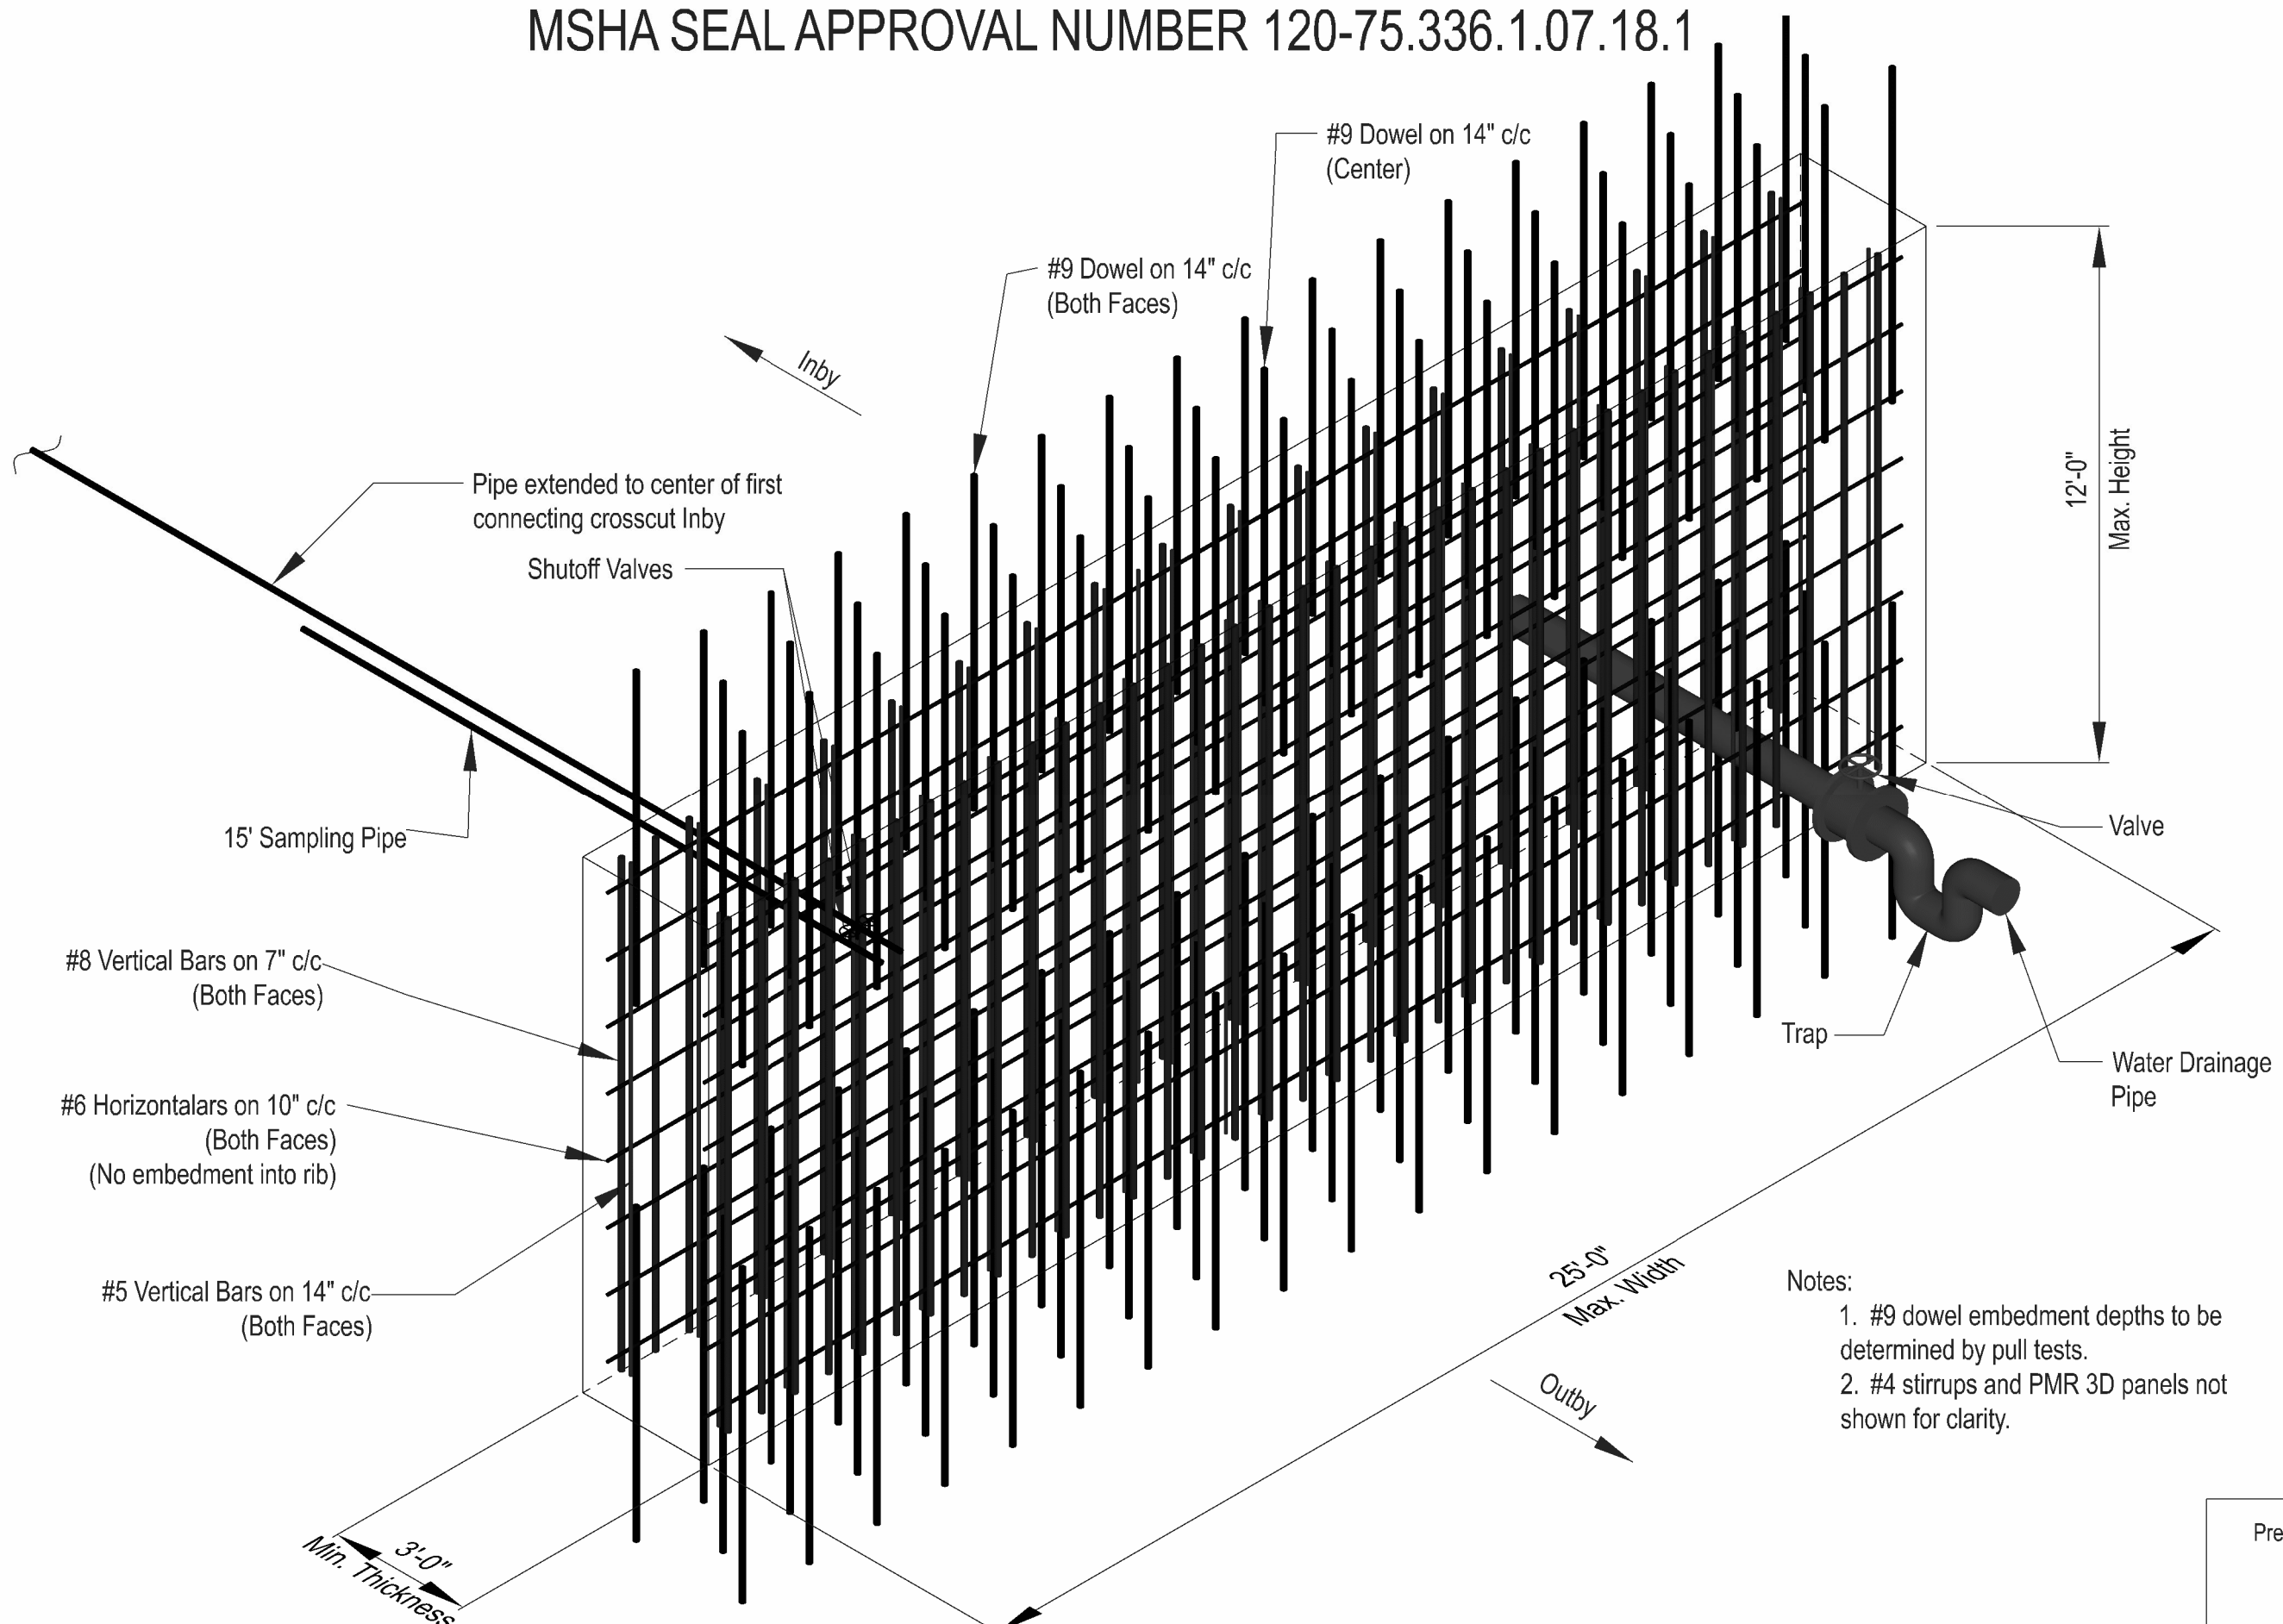 MSHA SEAL APPROVAL NUMBER 120-75.336.1.07.18.1
#9 Dowel on 14" c/c
(Center)
#9 Dowel on 14" c/c
(Both Faces)
Inby
Pipe extended to center of first
connecting crosscut Inby
Shutoff Valves
15' Sampling Pipe
12'-0"
Max. Height
Valve
#8 Vertical Bars on 7" c/c
(Both Faces)
Trap
Water Drainage
Pipe
#6 Horizontalars on 10" c/c
(Both Faces)
(No embedment into rib)
#5 Vertical Bars on 14" c/c
(Both Faces)
25'-0"
Max. Width
Outby
Notes:
1. #9 dowel embedment depths to be
determined by pull tests.
2. #4 stirrups and PMR 3D panels not
shown for clarity.
3'-0"
Min. Thickness
Pre